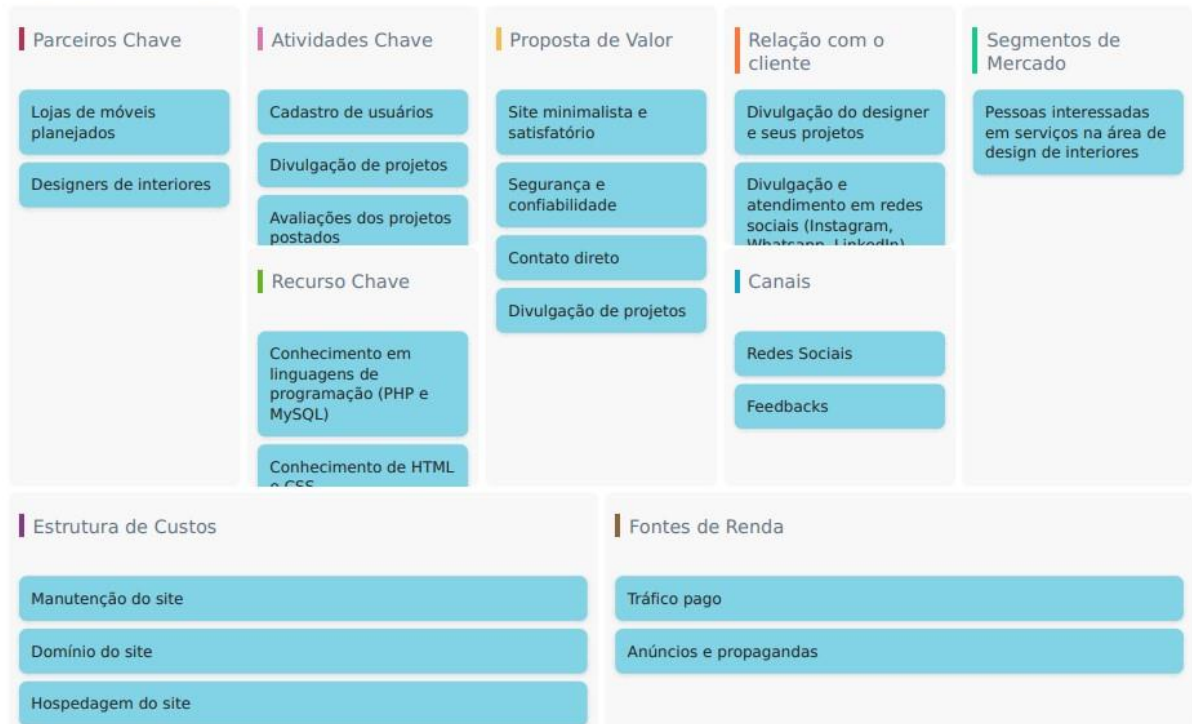 Parceiros Chave
Lojas de móveis
planejados
Designers de interiores
Atividades Chave
Cadastro de usuários
Divulgação de projetos
Avaliações dos projetos
postados
Recurso Chave
Conhecimento em
linguagens de
programação (PHP e
MySQL)
Conhecimento de HTML
e CSS
Proposta de Valor
Site minimalista e
satisfatório
Segurança e
confiabilidade
Contato direto
Divulgação de projetos
Relação com o
cliente
Divulgação do designer
e seus projetos
Divulgação e
atendimento em redes
sociais (Instagram,
Whatsapp, LinkedIn)
Canais
Redes Sociais
Feedbacks
Segmentos de
Mercado
Pessoas interessadas
em serviços na área de
design de interiores
Estrutura de Custos
Manutenção do site
Domínio do site
Hospedagem do site
Fontes de Renda
Tráfico pago
Anúncios e propagandas